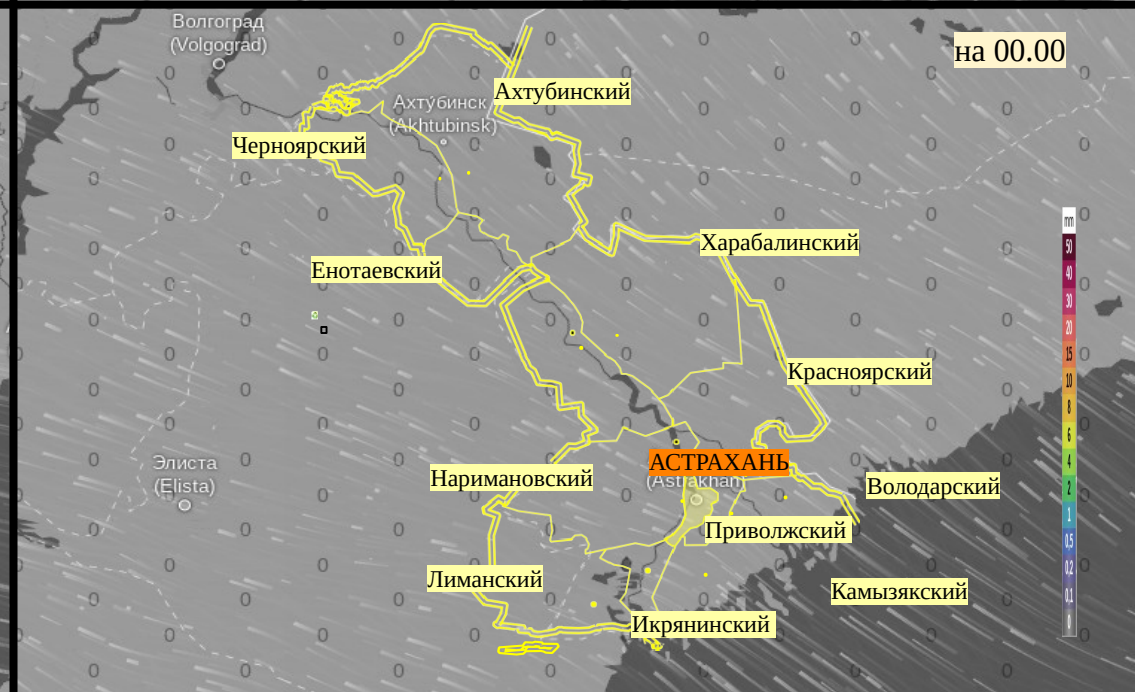 Волгоград
(Volgograd)
на 00.00
Ахтубинский
Ахту́бинск
(Akhtubinsk)
Черноярский
Харабалинский
Енотаевский
mm
50
40
30
20
15
10
8
6
4
2
1
0,5
0,2
0,1
0
Красноярский
АСТРАХАНЬ
(Astrakhan)
Элиста
(Elista)
Наримановский
Володарский
Приволжский
Лиманский
Камызякский
Икрянинский